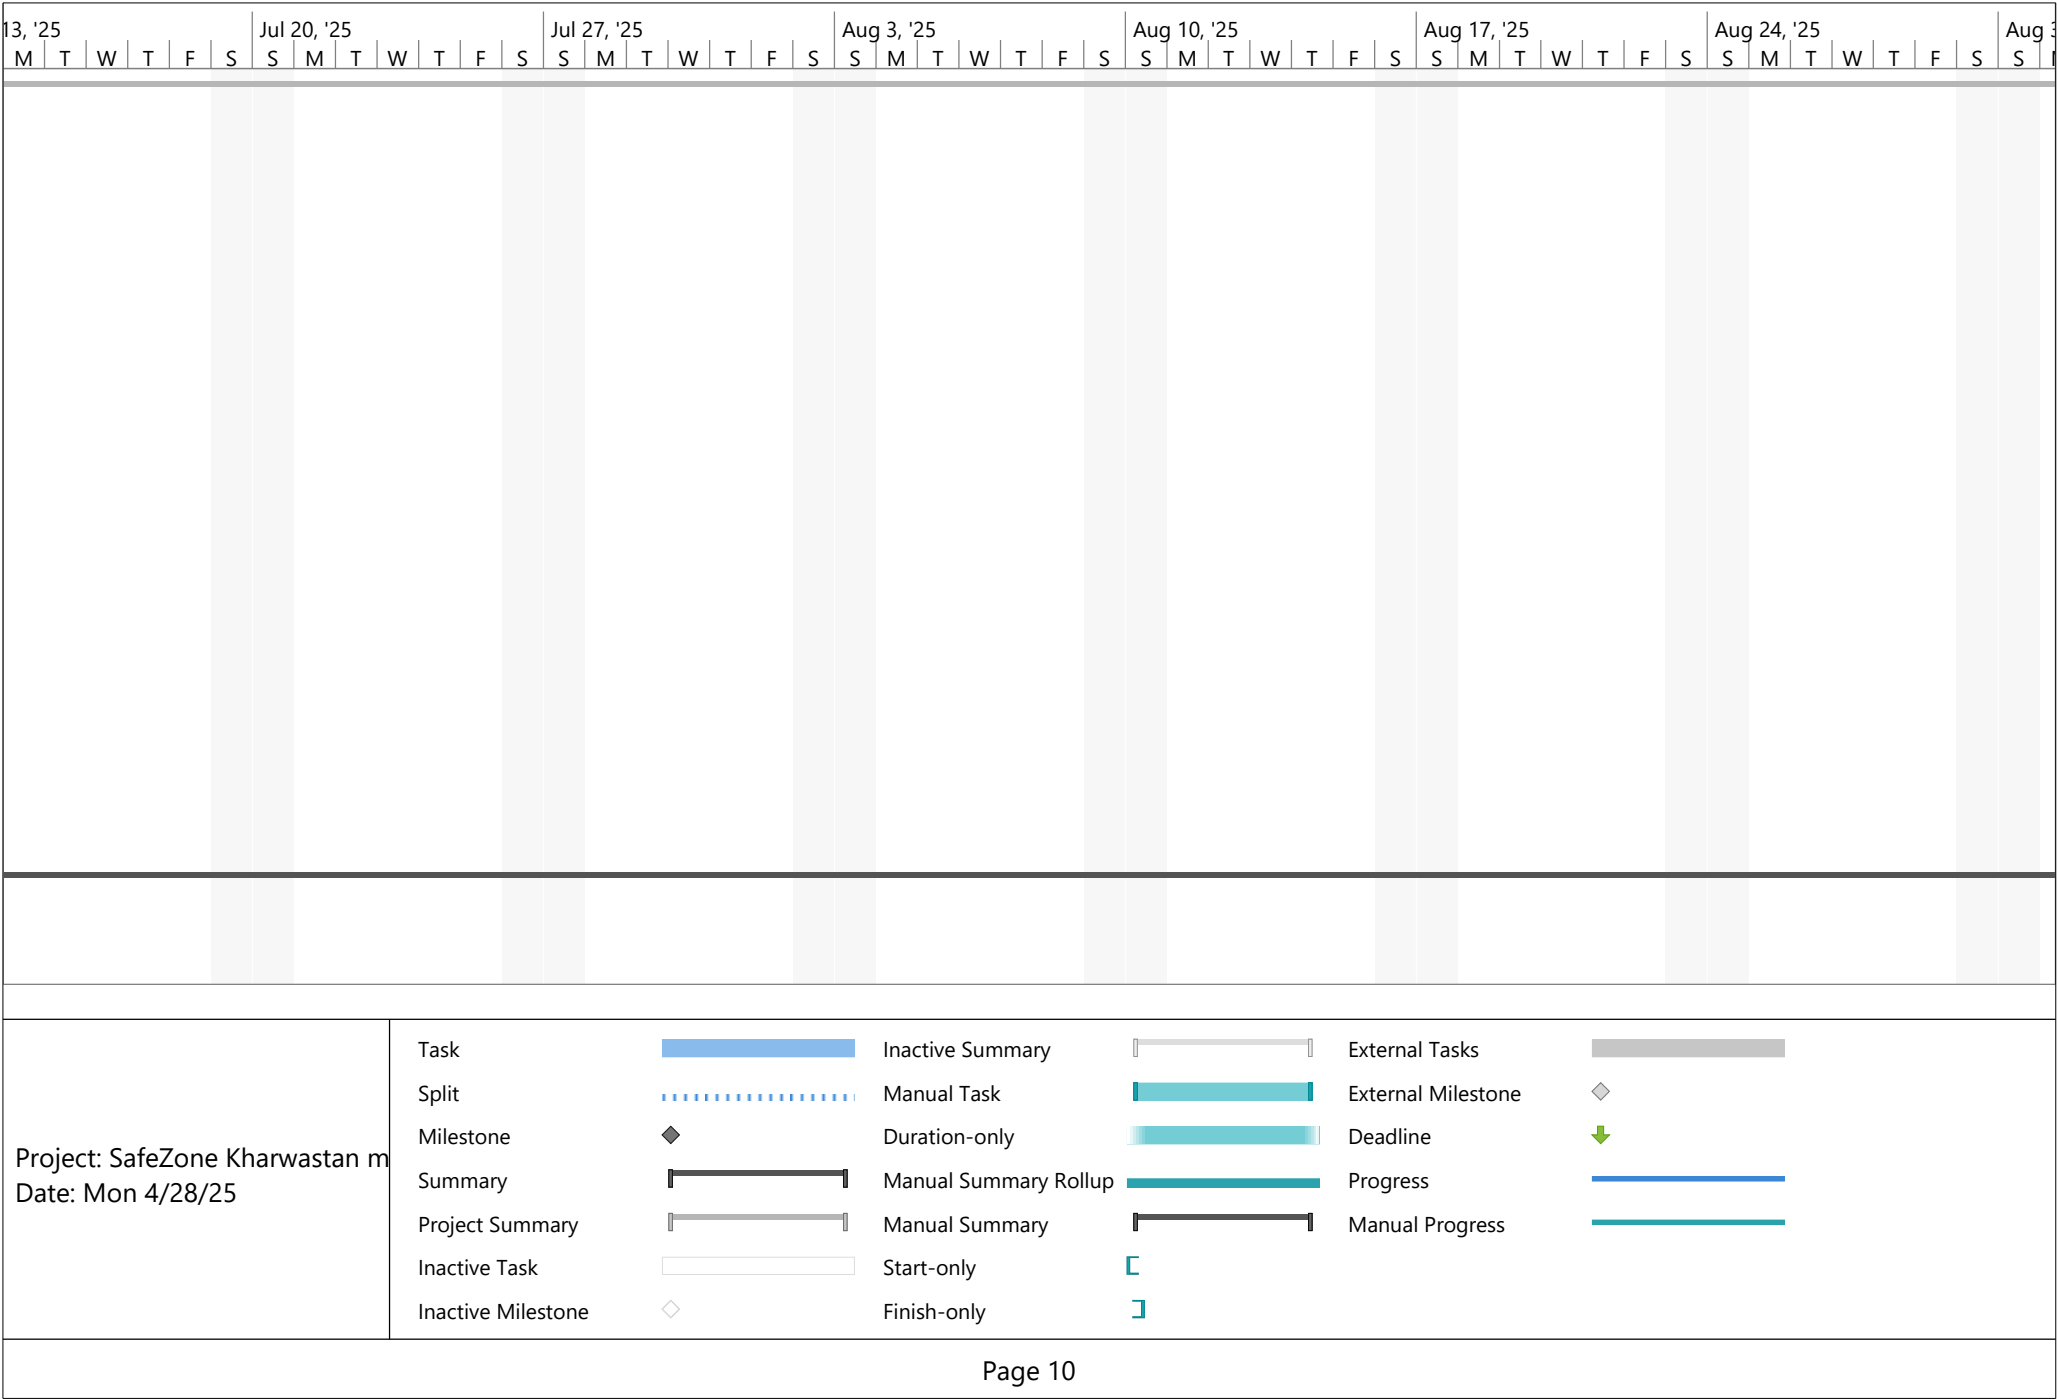 13, '25 Jul 20, '25 Jul 27, '25 Aug 3, '25 Aug 10, '25 Aug 17, '25 Aug 24, '25 Aug 3
M T W T F S S M T W T F S S M T W T F S S M T W T F S S M T W T F S S M T W T F S S M T W T F S S
Task Inactive Summary External Tasks
Split Manual Task External Milestone
Milestone Duration-only Deadline
Project: SafeZone Kharwastan m
Summary Manual Summary Rollup Progress
Date: Mon 4/28/25
Project Summary Manual Summary Manual Progress
Inactive Task Start-only
Inactive Milestone Finish-only
Page 10